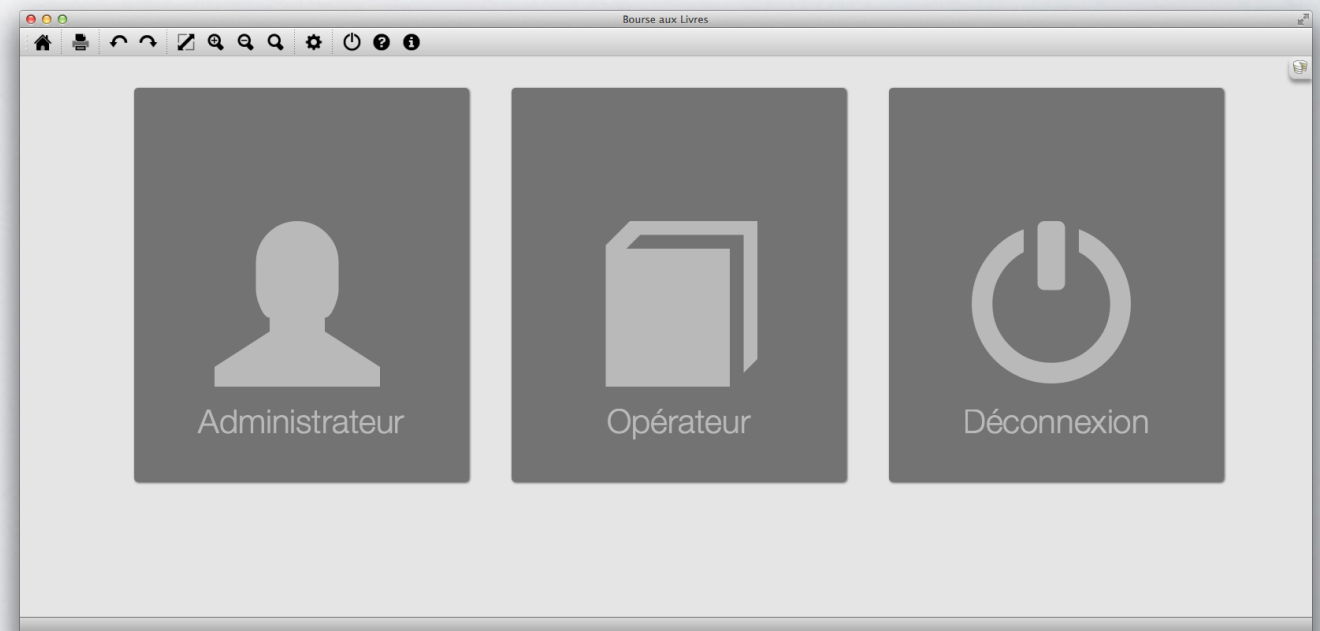 Bourse aux Livres
Administrateur
Opérateur
Déconnexion